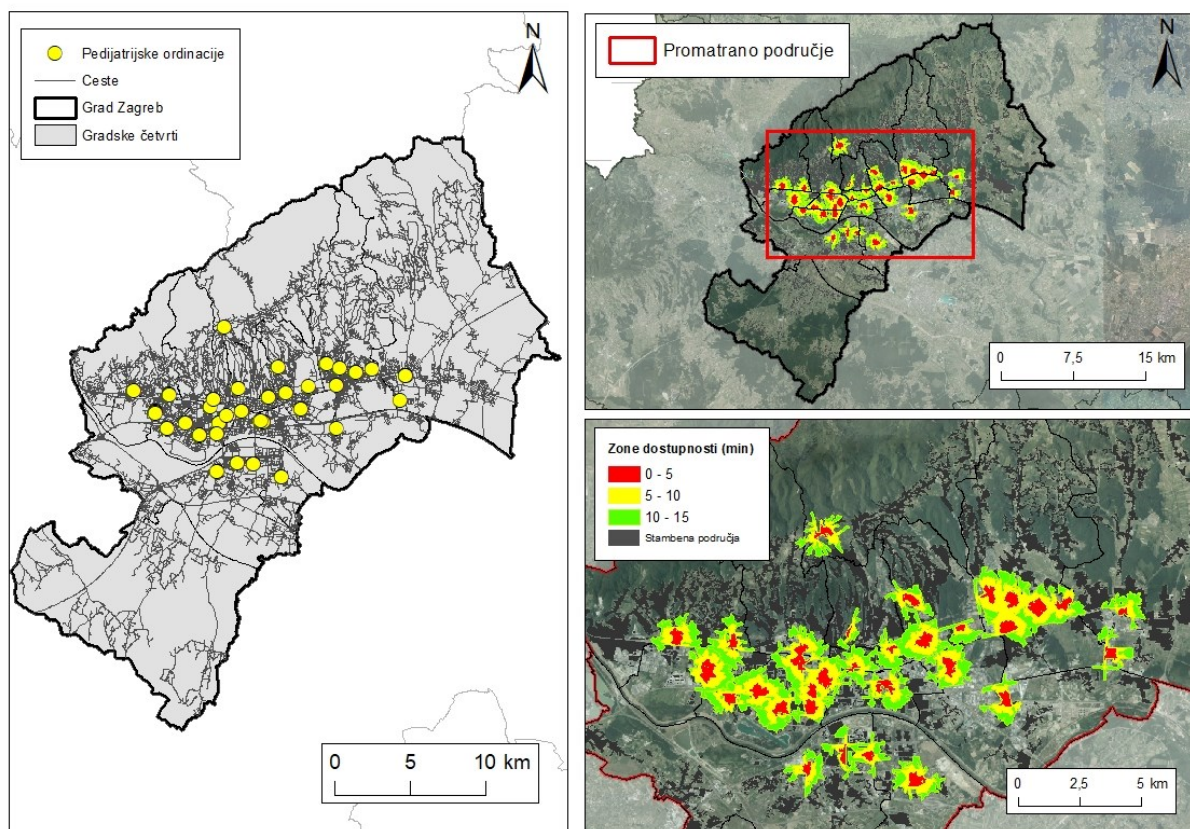 N
Pedijatrijske ordinacije
Ceste
Grad Zagreb
Gradske četvrti
0 5 10 km
Promatrano područje
N
0 7,5 15 km
Zone dostupnosti (min)
0 - 5
5 - 10
10 - 15
Stambena područja
0 2,5 5 km